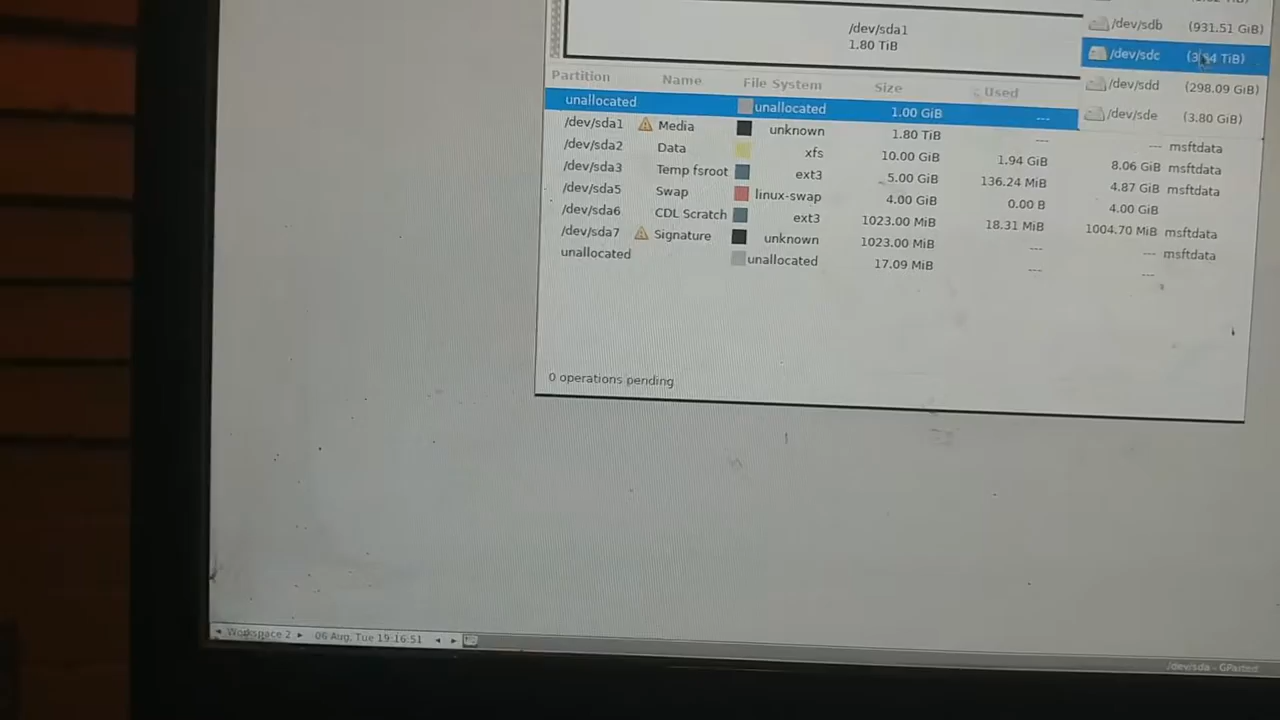 /dev/sdb (931.51 GiB)
/dev/sda1
1.80 TiB
/dev/sdc TiB)
/dev/sdd (298.09 GiB)
/dev/sde (3.80 GiB)
Partition Name File System Size Used
unallocated unallocated 1.00 GiB ---
/dev/sda1 Media unknown 1.80 TiB --- --- msftdata
/dev/sda2 Data xfs 10.00 GiB 1.94 GiB 8.06 GiB msftdata
/dev/sda3 Temp fsroot ext3 5.00 GiB 136.24 MiB 4.87 GiB msftdata
/dev/sda5 Swap linux-swap 4.00 GiB 0.00 B 4.00 GiB
/dev/sda6 CDL Scratch ext3 1023.00 MiB 18.31 MiB 1004.70 MiB msftdata
/dev/sda7 Signature unknown 1023.00 MiB --- --- msftdata
unallocated unallocated 17.09 MiB --- ---
0 operations pending
Workspace 2 06 Aug, Tue 19:16:51
/dev/sda - GParted